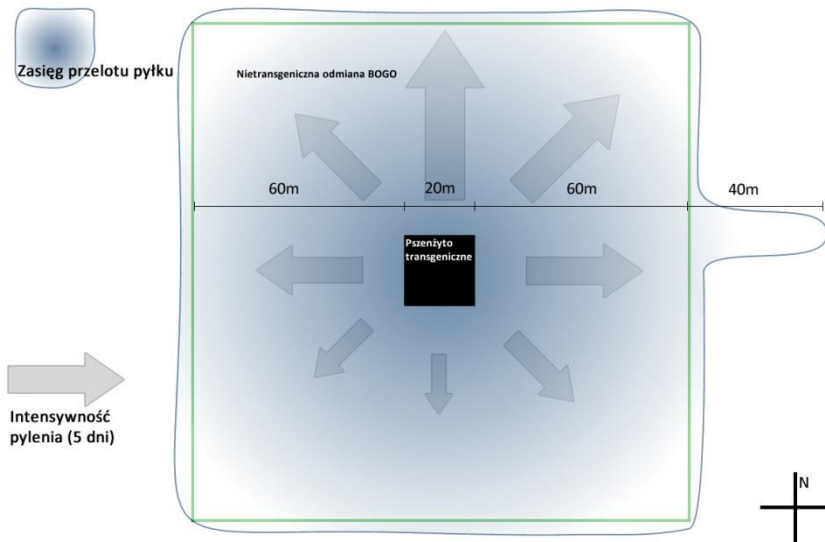 Zasięg przelotu pyłku
Nietransgeniczna odmiana BOGO
60m
20m
60m
40m
Pszenżyto
transgeniczne
Intensywność
pylenia (5 dni)
N